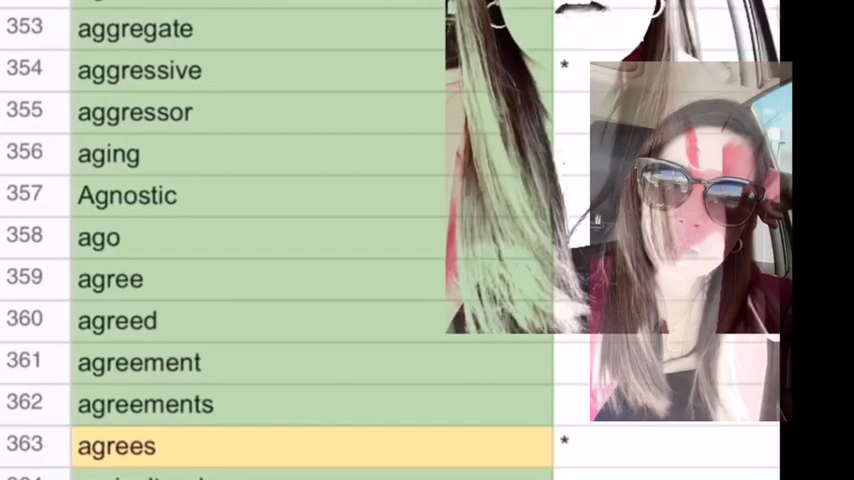 353 aggregate
354 aggressive *
355 aggressor
356 aging
357 Agnostic
358 ago
359 agree
360 agreed
361 agreement
362 agreements
363 agrees *